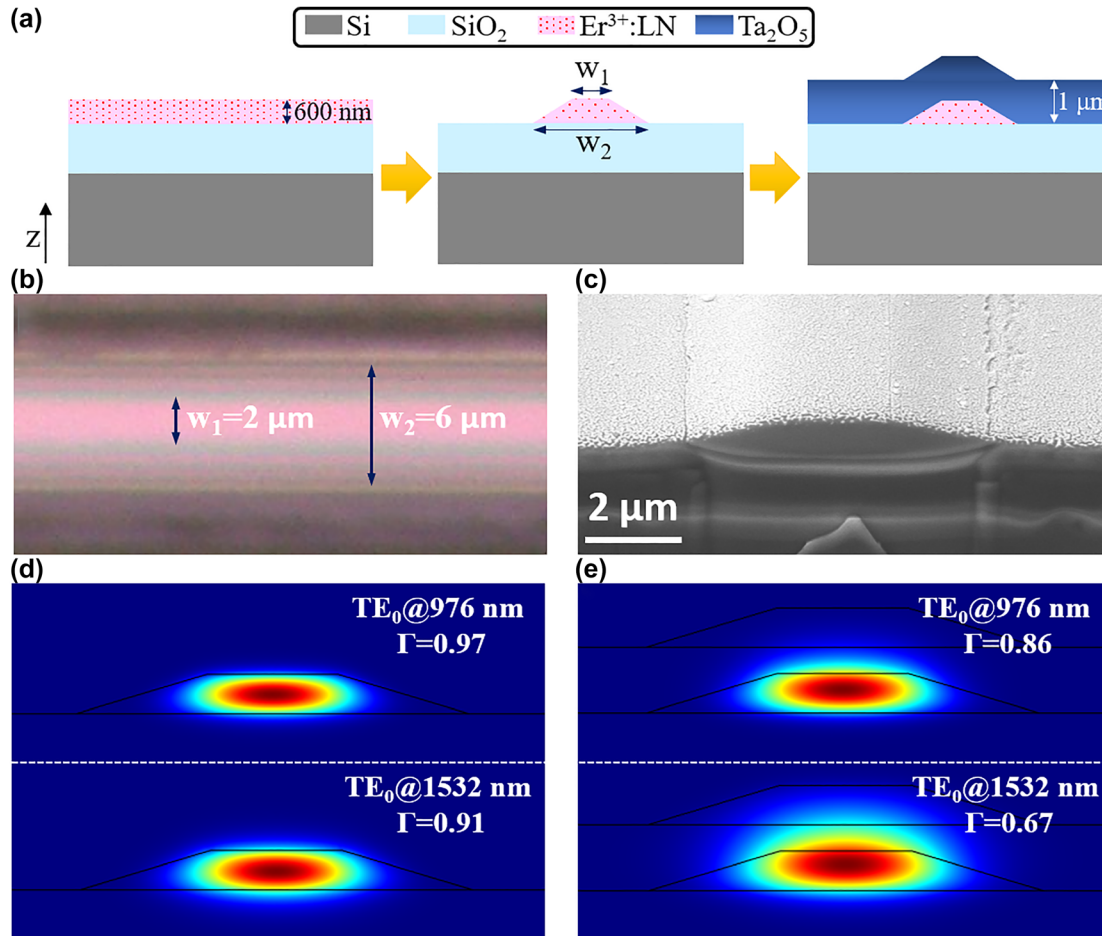 (a)
Si SiO₂ Er³⁺:LN Ta₂O₅
600 nm
w₁
w₂
1 μm
z
(b)
w₁=2 μm
w₂=6 μm
(c)
2 μm
(d)
TE₀@976 nm
Γ=0.97
TE₀@1532 nm
Γ=0.91
(e)
TE₀@976 nm
Γ=0.86
TE₀@1532 nm
Γ=0.67